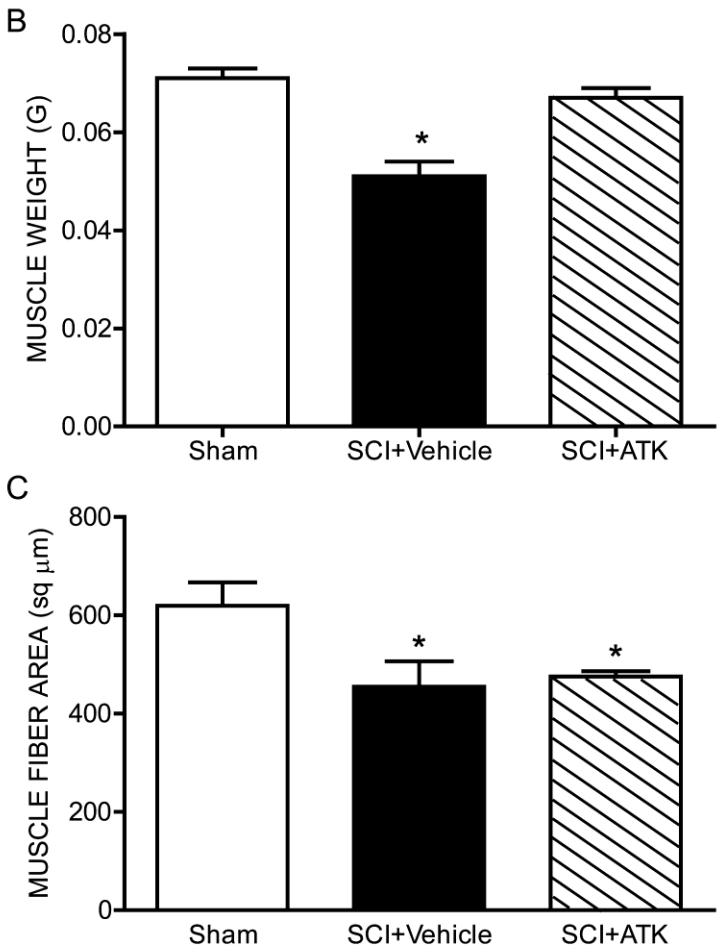 B
MUSCLE WEIGHT (G)
0.08
0.06
0.04
0.02
0.00
*
Sham SCI+Vehicle SCI+ATK
C
MUSCLE FIBER AREA (sq μm)
800
600
400
200
0
* *
Sham SCI+Vehicle SCI+ATK